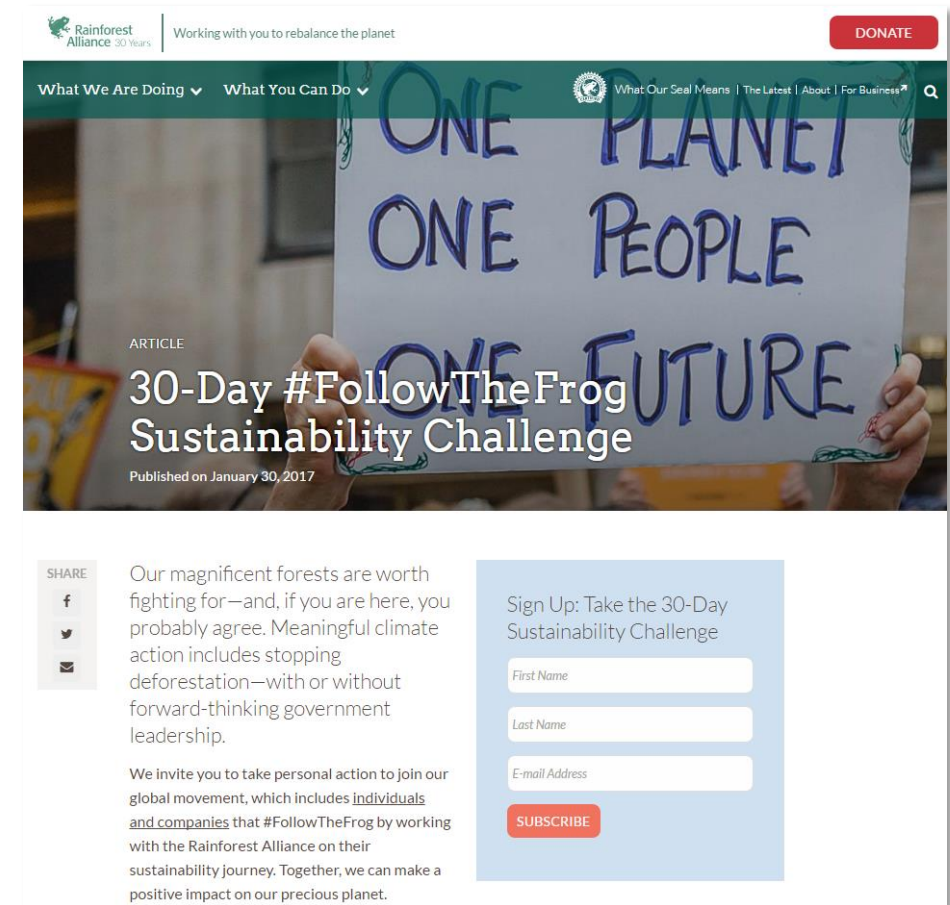 Rainforest
Alliance 30 Years
Working with you to rebalance the planet
DONATE
What We Are Doing
What You Can Do
What Our Seal Means | The Latest | About | For Business
ONE PLANET
ONE PEOPLE
ONE FUTURE
ARTICLE
30-Day #FollowTheFrog
Sustainability Challenge
Published on January 30, 2017
SHARE
Our magnificent forests are worth
fighting for—and, if you are here, you
probably agree. Meaningful climate
action includes stopping
deforestation—with or without
forward-thinking government
leadership.
We invite you to take personal action to join our
global movement, which includes individuals
and companies that #FollowTheFrog by working
with the Rainforest Alliance on their
sustainability journey. Together, we can make a
positive impact on our precious planet.
Sign Up: Take the 30-Day
Sustainability Challenge
First Name
Last Name
E-mail Address
SUBSCRIBE